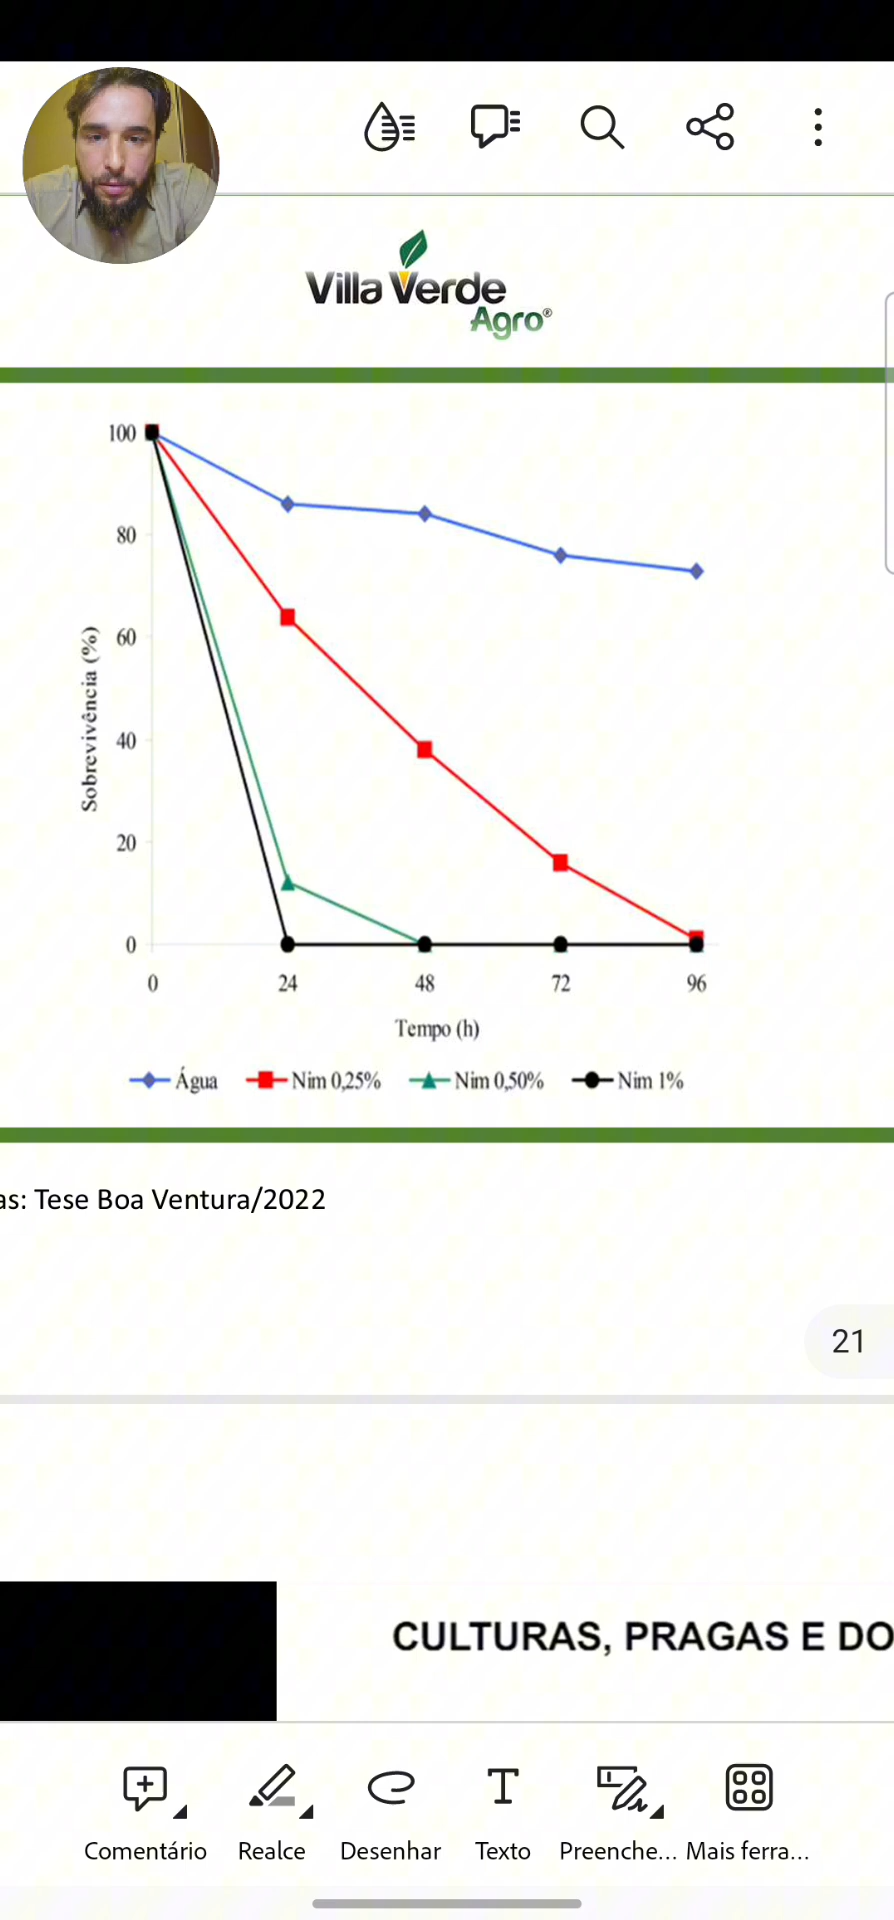 Villa Verde
Agro®
100
80
60
40
20
0
Sobrevivência (%)
0 24 48 72 96
Tempo (h)
Água Nim 0,25% Nim 0,50% Nim 1%
as: Tese Boa Ventura/2022
21
CULTURAS, PRAGAS E DO
Comentário Realce Desenhar Texto Preenche... Mais ferra...